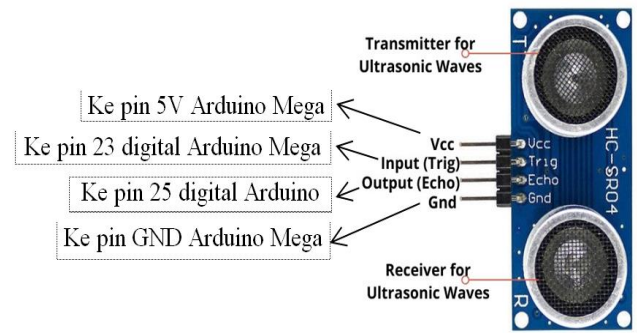 Transmitter for
Ultrasonic Waves
T
Ke pin 5V Arduino Mega
Ke pin 23 digital Arduino Mega
Ke pin 25 digital Arduino
Ke pin GND Arduino Mega
Vcc
Input (Trig)
Output (Echo)
Gnd
Vcc
Trig
Echo
Gnd
HC-SR04
Receiver for
Ultrasonic Waves
R